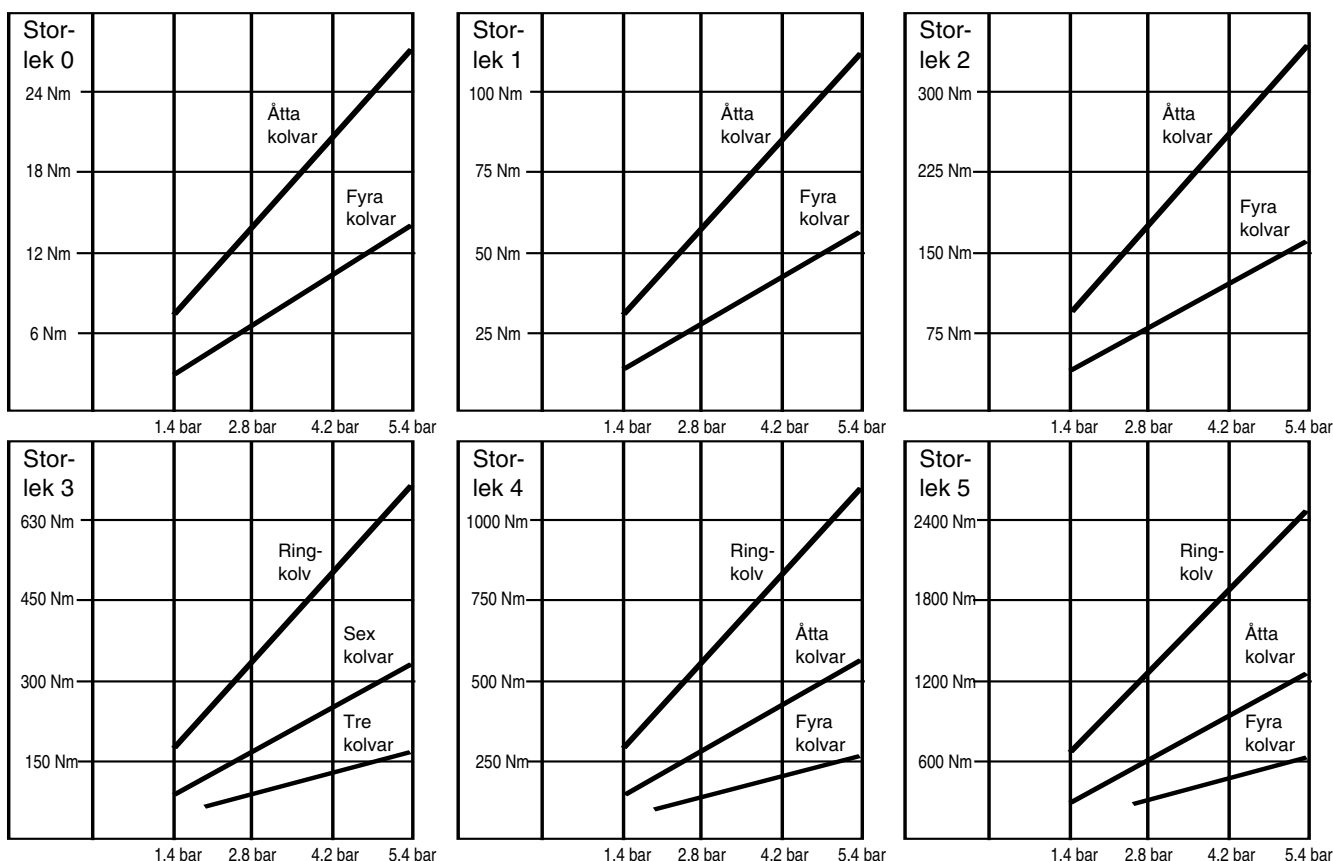 Stor-
lek 0
24 Nm
18 Nm
12 Nm
6 Nm
Åtta
kolvar
Fyra
kolvar
1.4 bar 2.8 bar 4.2 bar 5.4 bar
Stor-
lek 1
100 Nm
75 Nm
50 Nm
25 Nm
Åtta
kolvar
Fyra
kolvar
1.4 bar 2.8 bar 4.2 bar 5.4 bar
Stor-
lek 2
300 Nm
225 Nm
150 Nm
75 Nm
Åtta
kolvar
Fyra
kolvar
1.4 bar 2.8 bar 4.2 bar 5.4 bar
Stor-
lek 3
630 Nm
450 Nm
300 Nm
150 Nm
Ring-
kolv
Sex
kolvar
Tre
kolvar
1.4 bar 2.8 bar 4.2 bar 5.4 bar
Stor-
lek 4
1000 Nm
750 Nm
500 Nm
250 Nm
Ring-
kolv
Åtta
kolvar
Fyra
kolvar
1.4 bar 2.8 bar 4.2 bar 5.4 bar
Stor-
lek 5
2400 Nm
1800 Nm
1200 Nm
600 Nm
Ring-
kolv
Åtta
kolvar
Fyra
kolvar
1.4 bar 2.8 bar 4.2 bar 5.4 bar